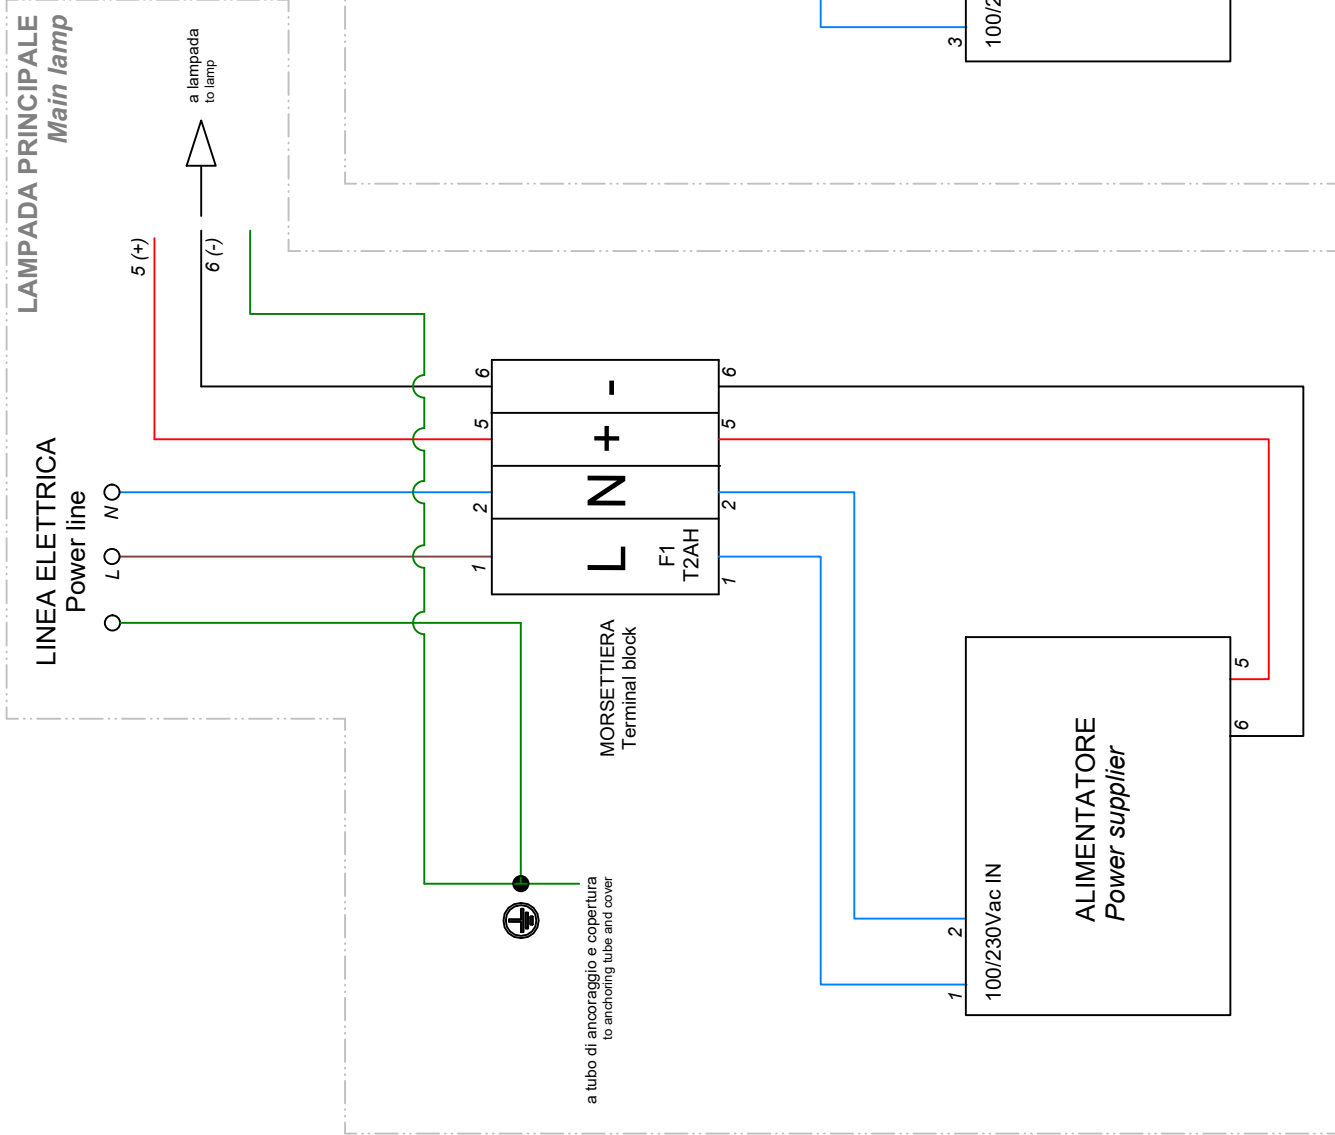 LAMPADA PRINCIPALE
Main lamp
a lampada
to lamp
5 (+)
6 (-)
LINEA ELETTRICA
Power line
N
L
6
5
2
1
-
+
N
L
F1
T2AH
6
5
2
1
MORSETTIERA
Terminal block
a tubo di ancoraggio e copertura
to anchoring tube and cover
ALIMENTATORE
Power supplier
100/230Vac IN
1
2
5
6
3
100/2